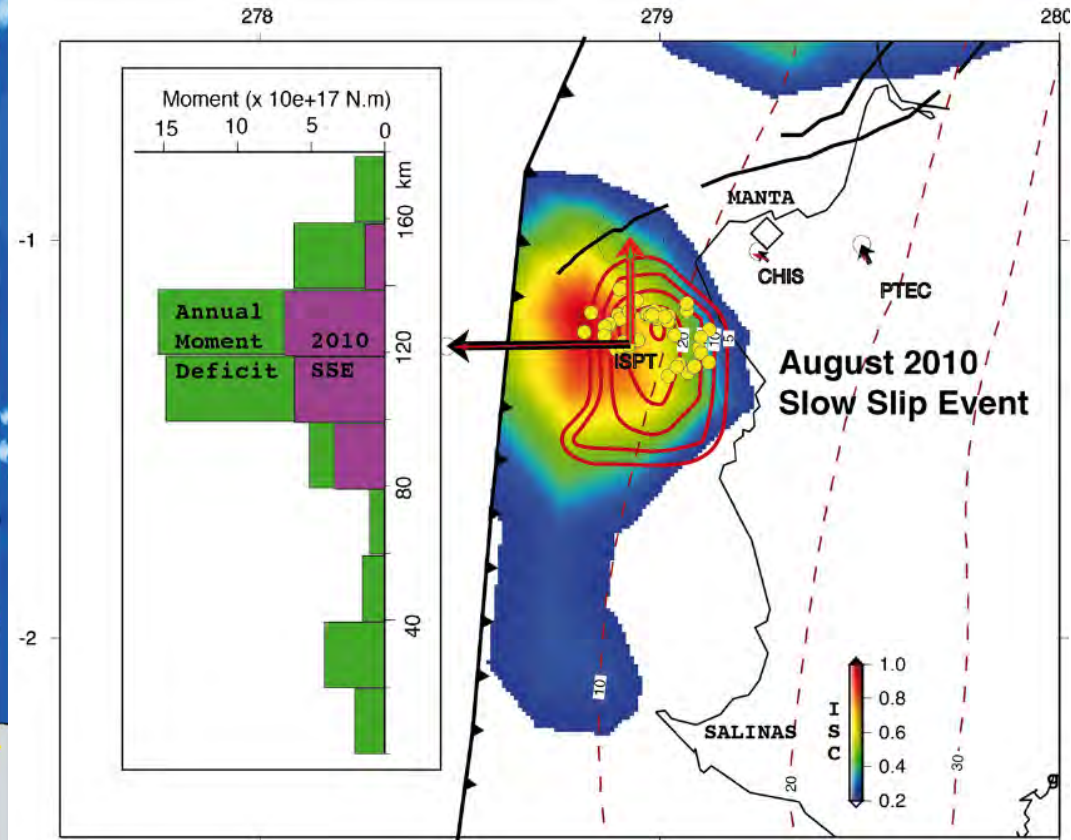 278 279 280
Moment (x 10e+17 N.m)
15 10 5 0
km
160
120
80
40
Annual
Moment 2010
Deficit SSE
-1
-2
MANTA
CHIS
PTEC
ISPT
20
10
5
August 2010
Slow Slip Event
10
20
30
SALINAS
ISC
1.0
0.8
0.6
0.4
0.2